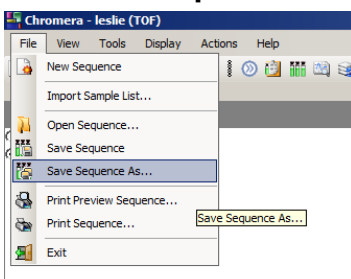 Chromera - leslie (TOF)
File View Tools Display Actions Help
New Sequence
Import Sample List...
Open Sequence...
Save Sequence
Save Sequence As...
Print Preview Sequence...
Save Sequence As...
Print Sequence...
Exit